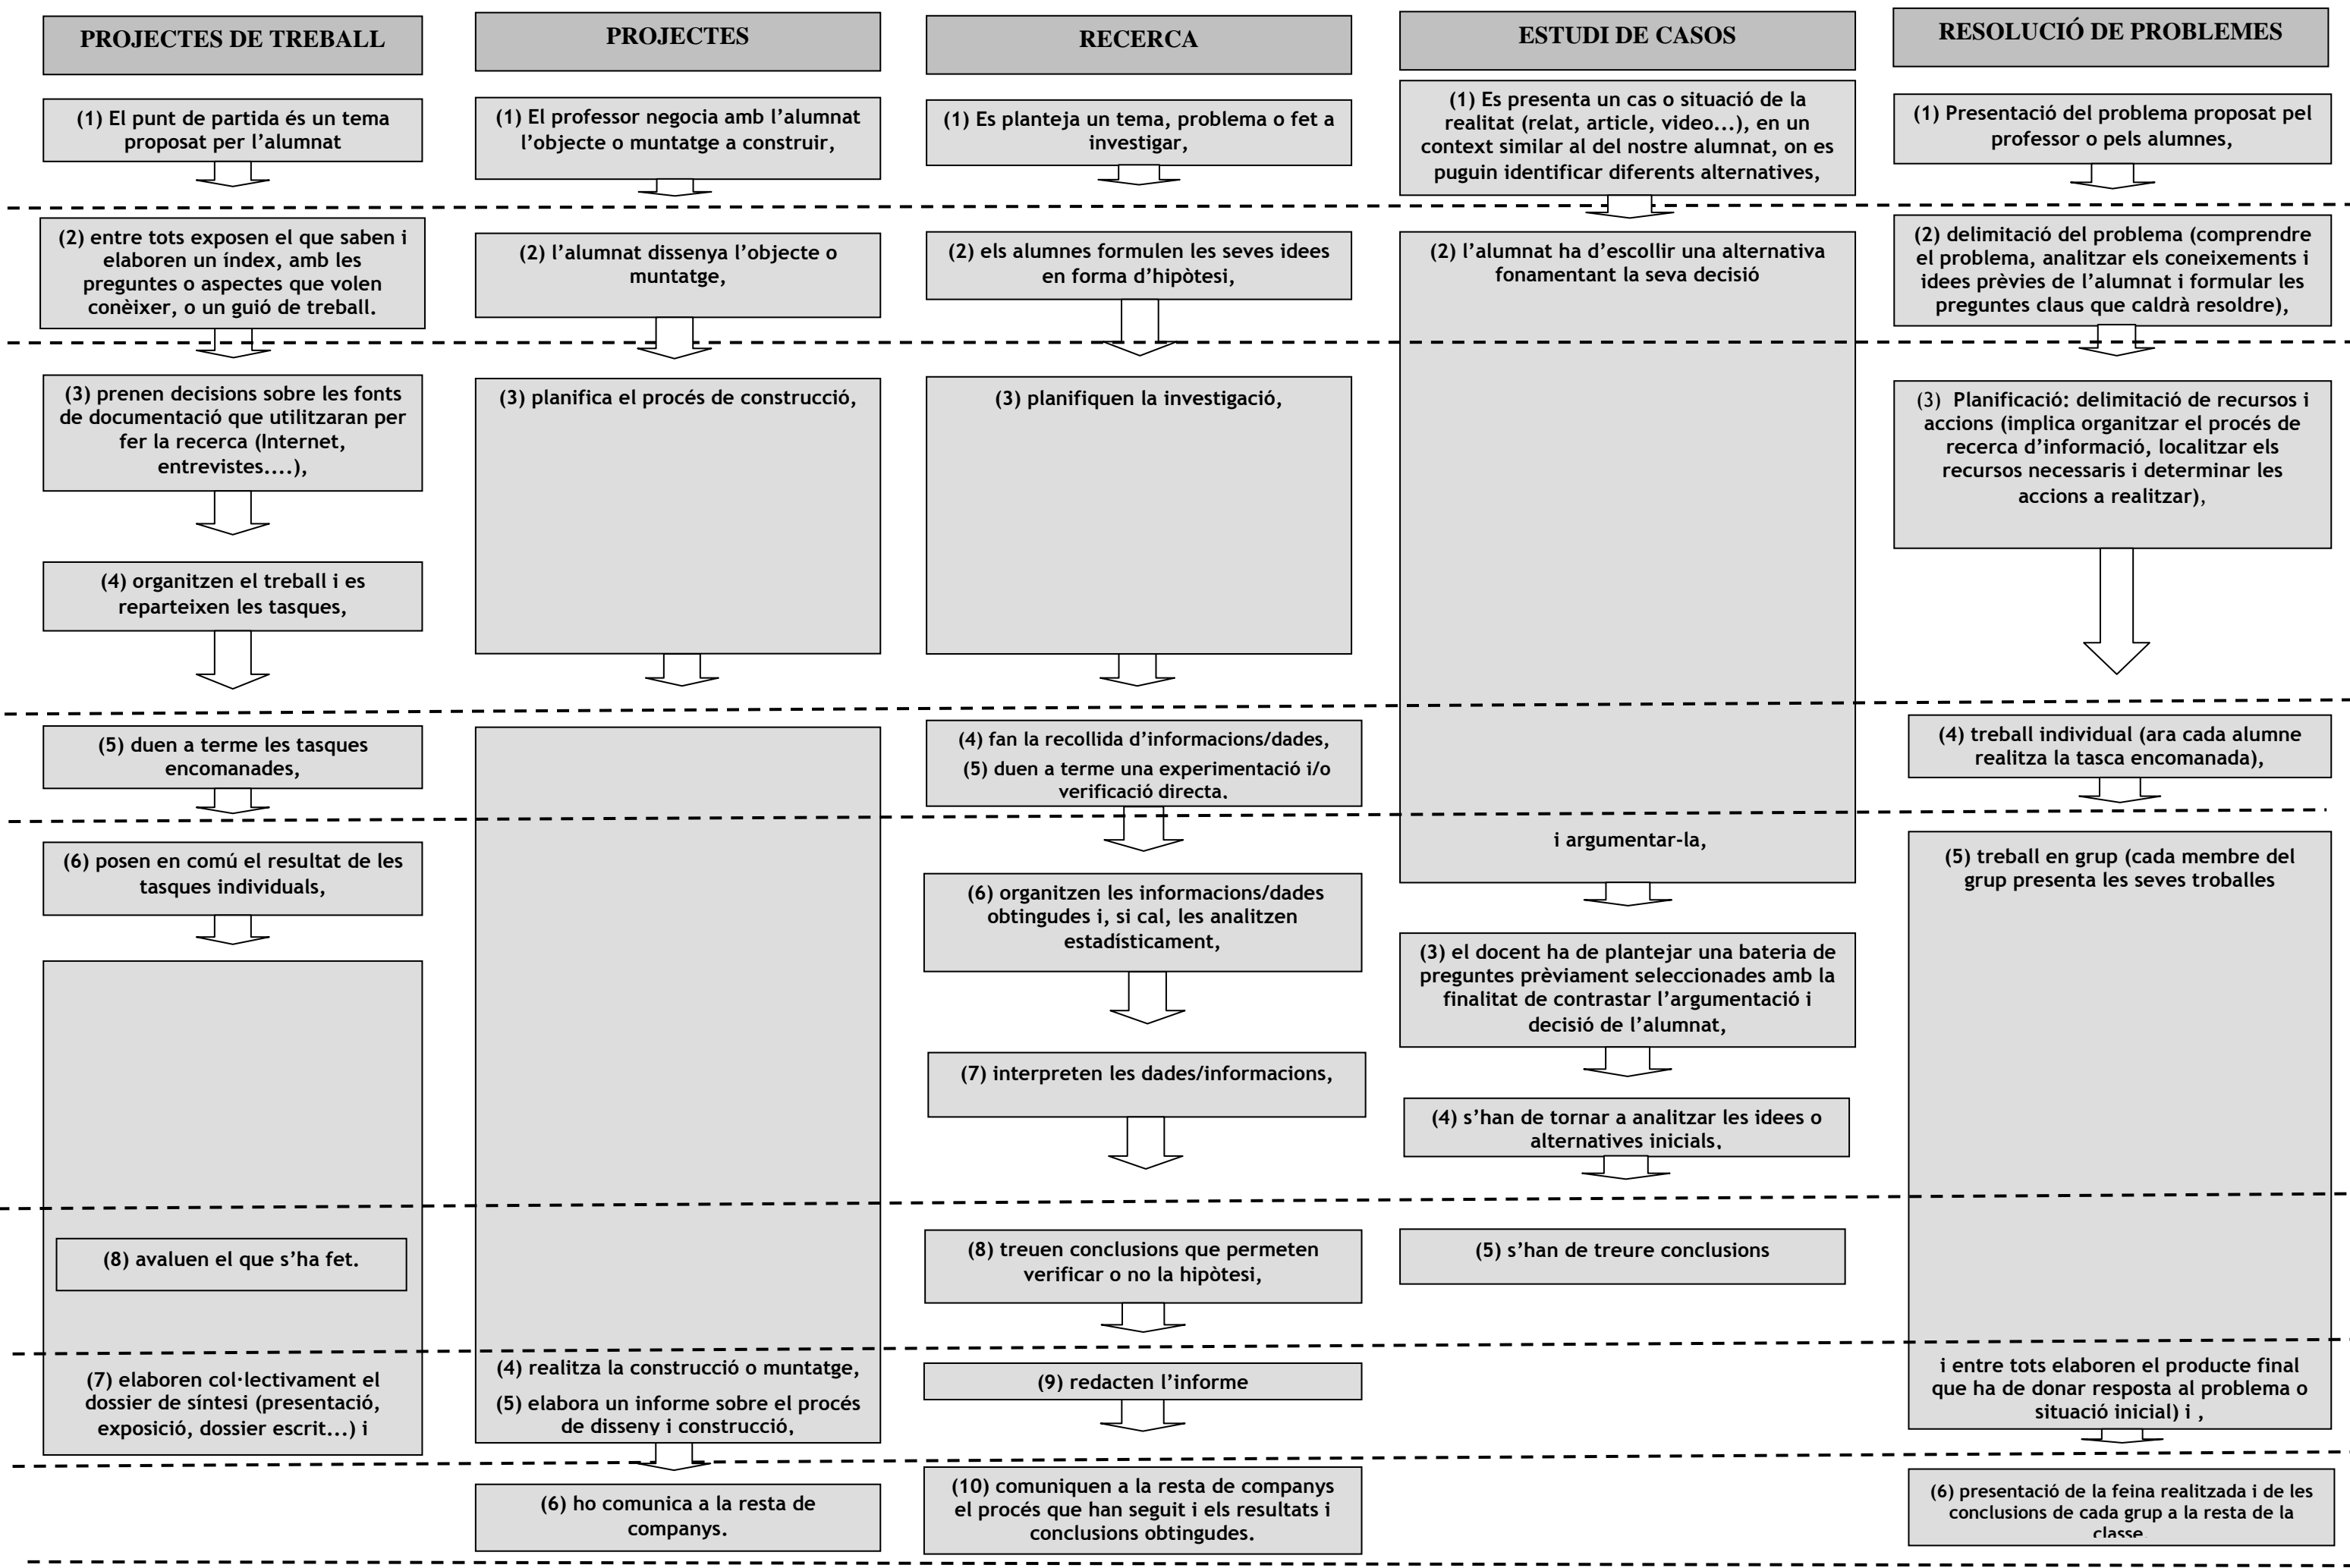 PROJECTES DE TREBALL
(1) El punt de partida és un tema
proposat per l’alumnat
(2) entre tots exposen el que saben i
elaboren un índex, amb les
preguntes o aspectes que volen
conèixer, o un guió de treball.
(3) prenen decisions sobre les fonts
de documentació que utilitzaran per
fer la recerca (Internet,
entrevistes....),
(4) organitzen el treball i es
reparteixen les tasques,
(5) duen a terme les tasques
encomanades,
(6) posen en comú el resultat de les
tasques individuals,
(8) avaluen el que s’ha fet.
(7) elaboren col·lectivament el
dossier de síntesi (presentació,
exposició, dossier escrit...) i
PROJECTES
(1) El professor negocia amb l’alumnat
l’objecte o muntatge a construir,
(2) l’alumnat dissenya l’objecte o
muntatge,
(3) planifica el procés de construcció,
(4) realitza la construcció o muntatge,
(5) elabora un informe sobre el procés
de disseny i construcció,
(6) ho comunica a la resta de
companys.
RECERCA
(1) Es planteja un tema, problema o fet a
investigar,
(2) els alumnes formulen les seves idees
en forma d’hipòtesi,
(3) planifiquen la investigació,
(4) fan la recollida d’informacions/dades,
(5) duen a terme una experimentació i/o
verificació directa,
(6) organitzen les informacions/dades
obtingudes i, si cal, les analitzen
estadísticament,
(7) interpreten les dades/informacions,
(8) treuen conclusions que permeten
verificar o no la hipòtesi,
(9) redacten l’informe
(10) comuniquen a la resta de companys
el procés que han seguit i els resultats i
conclusions obtingudes.
ESTUDI DE CASOS
(1) Es presenta un cas o situació de la
realitat (relat, article, video...), en un
context similar al del nostre alumnat, on es
puguin identificar diferents alternatives,
(2) l’alumnat ha d’escollir una alternativa
fonamentant la seva decisió
i argumentar-la,
(3) el docent ha de plantejar una bateria de
preguntes prèviament seleccionades amb la
finalitat de contrastar l’argumentació i
decisió de l’alumnat,
(4) s’han de tornar a analitzar les idees o
alternatives inicials,
(5) s’han de treure conclusions
RESOLUCIÓ DE PROBLEMES
(1) Presentació del problema proposat pel
professor o pels alumnes,
(2) delimitació del problema (comprendre
el problema, analitzar els coneixements i
idees prèvies de l’alumnat i formular les
preguntes claus que caldrà resoldre),
(3) Planificació: delimitació de recursos i
accions (implica organitzar el procés de
recerca d’informació, localitzar els
recursos necessaris i determinar les
accions a realitzar),
(4) treball individual (ara cada alumne
realitza la tasca encomanada),
(5) treball en grup (cada membre del
grup presenta les seves troballes
i entre tots elaboren el producte final
que ha de donar resposta al problema o
situació inicial) i ,
(6) presentació de la feina realitzada i de les
conclusions de cada grup a la resta de la
classe.